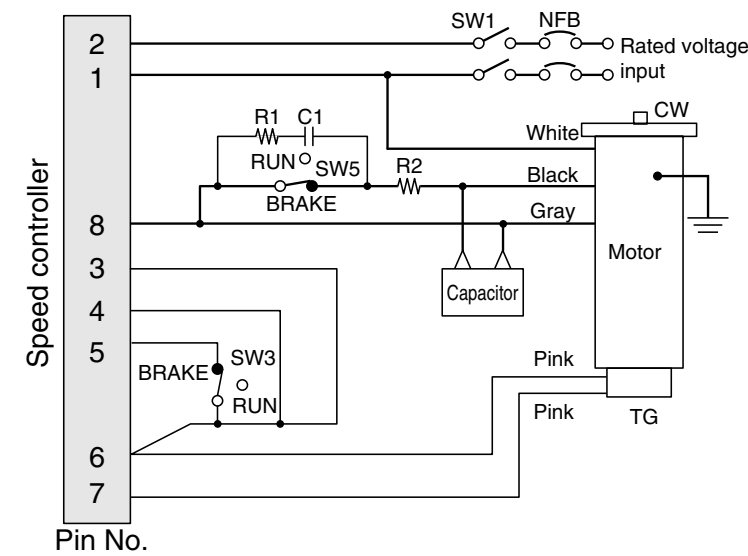 SW1 NFB
2 Rated voltage
1 input
CW
R1 C1
White
RUN SW5 R2
Black
BRAKE
Gray
8
Motor
3
Capacitor
4
5
SW3
BRAKE
RUN
Pink
Pink
TG
6
7
Speed controller
Pin No.